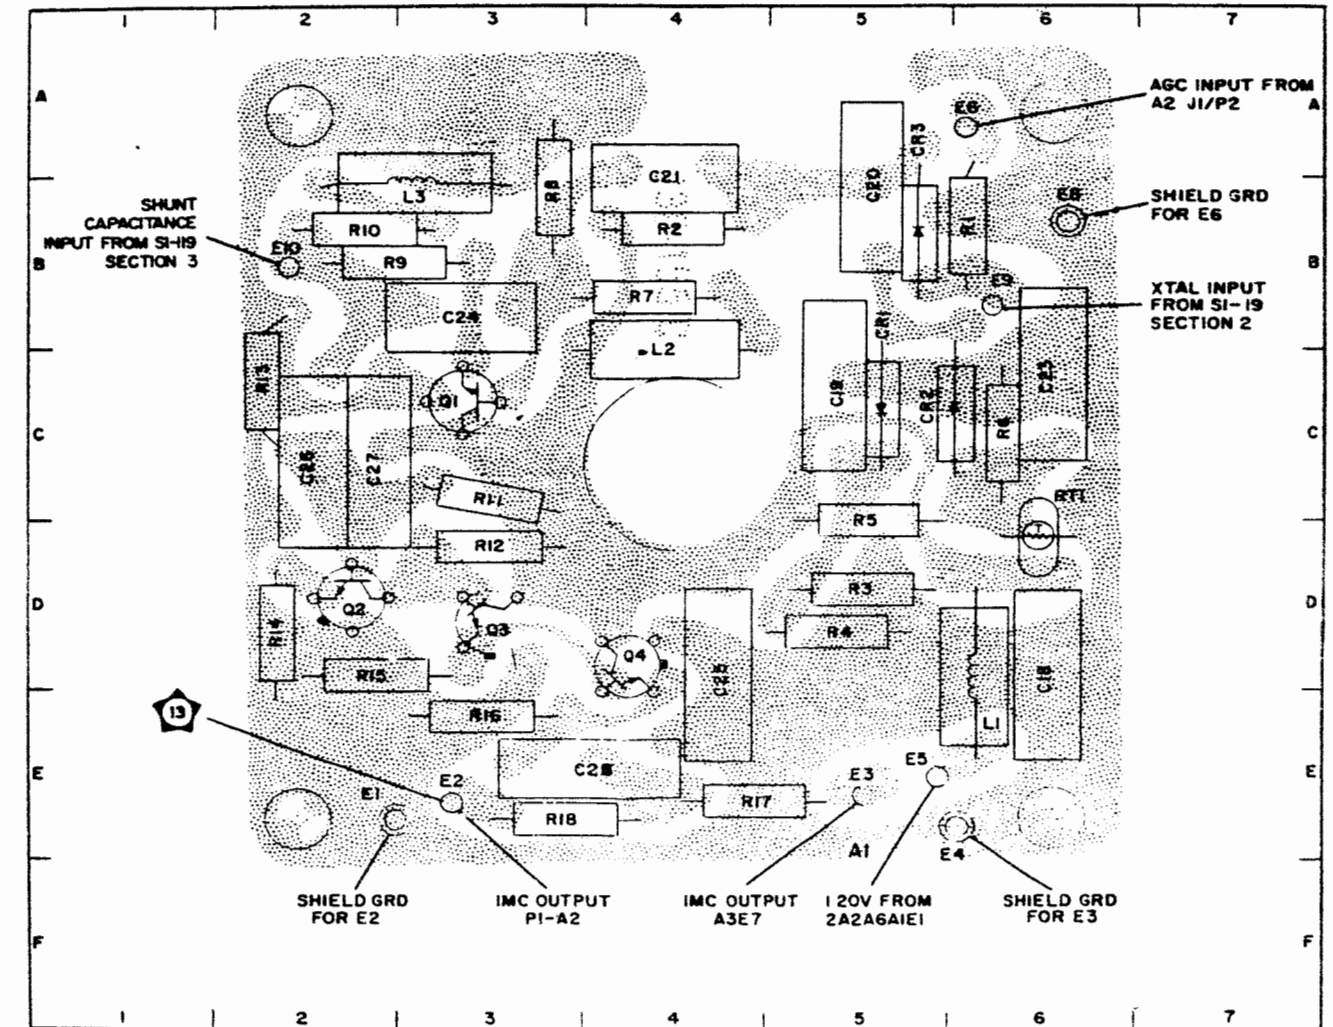 1 2 3 4 5 6 7
A
AGC INPUT FROM
A2 J1/P2
A
E6
CR3
C20
C21
R8
L3
R1
E8
SHIELD GRD
FOR E6
SHUNT
CAPACITANCE
INPUT FROM S1-119
SECTION 3
R10
R2
E10
B
R9
B
E9
XTAL INPUT
FROM S1-19
SECTION 2
R7
C24
CR1
L2
R13
C19
CR2
C23
Q1
R6
C
C
C26
C27
R11
RT1
R5
R12
T
R3
D
Q2
D
R14
Q3
R4
Q4
R15
C25
C18
13
R16
L1
E
C28
E5
E
E2
E3
E1
R17
R18
A1
E4
SHIELD GRD
FOR E2
IMC OUTPUT
P1-A2
IMC OUTPUT
A3E7
120V FROM
2A2A6A1E1
SHIELD GRD
FOR E3
F
F
1 2 3 4 5 6 7